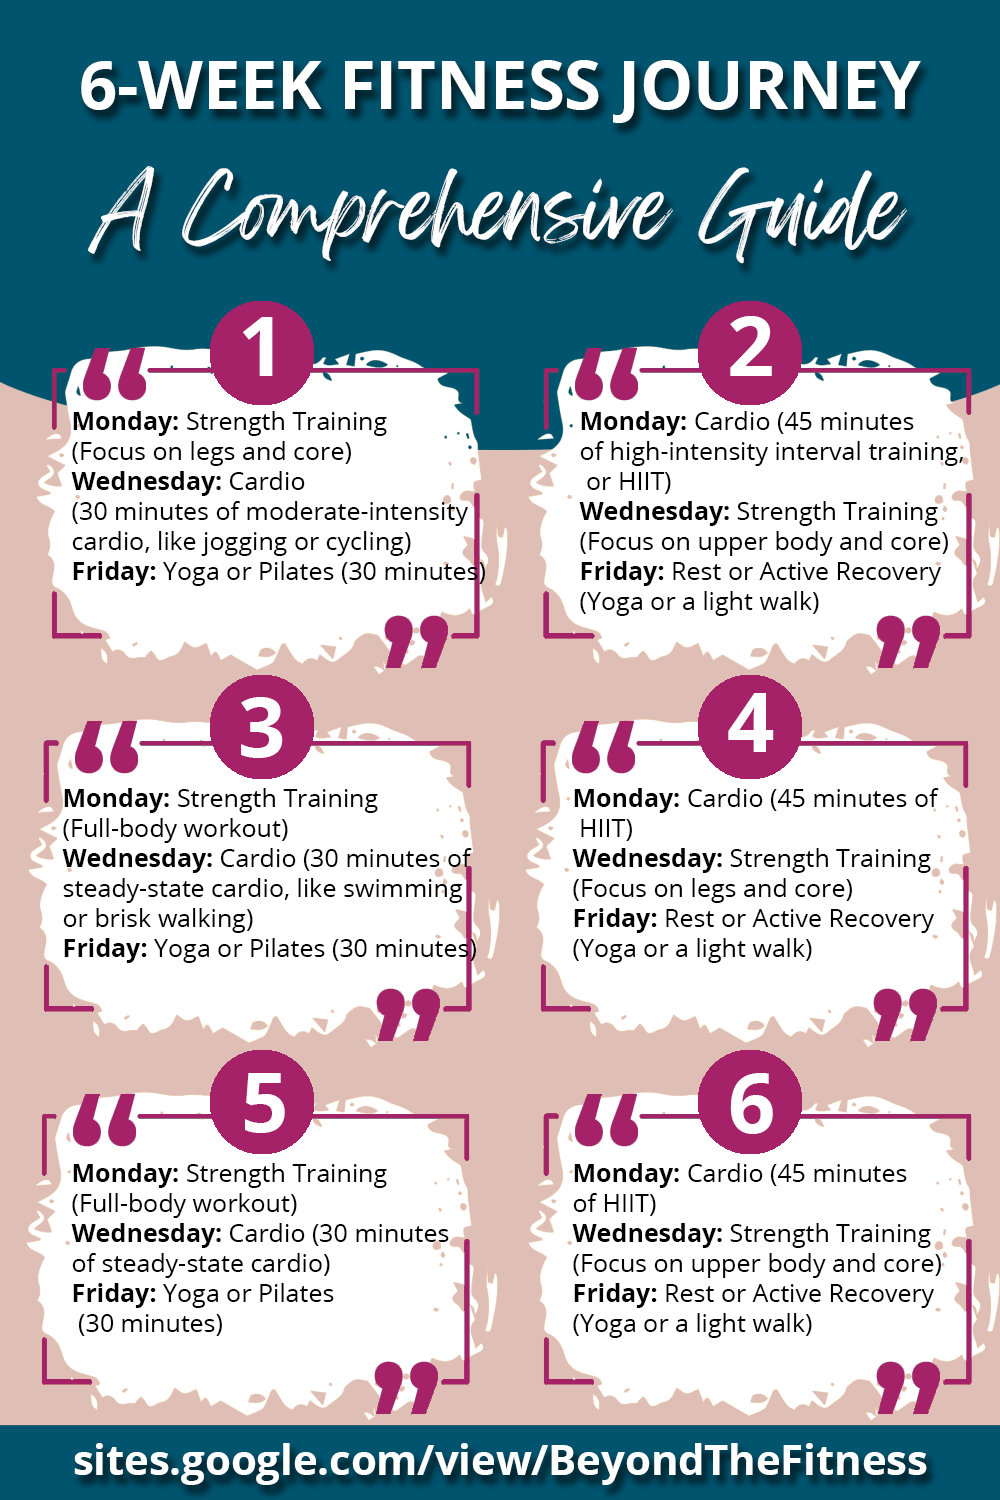 6-WEEK FITNESS JOURNEY
A Comprehensive Guide
1
Monday: Strength Training
(Focus on legs and core)
Wednesday: Cardio
(30 minutes of moderate-intensity
cardio, like jogging or cycling)
Friday: Yoga or Pilates (30 minutes)
2
Monday: Cardio (45 minutes
of high-intensity interval training,
or HIIT)
Wednesday: Strength Training
(Focus on upper body and core)
Friday: Rest or Active Recovery
(Yoga or a light walk)
3
Monday: Strength Training
(Full-body workout)
Wednesday: Cardio (30 minutes of
steady-state cardio, like swimming
or brisk walking)
Friday: Yoga or Pilates (30 minutes)
4
Monday: Cardio (45 minutes of
HIIT)
Wednesday: Strength Training
(Focus on legs and core)
Friday: Rest or Active Recovery
(Yoga or a light walk)
5
Monday: Strength Training
(Full-body workout)
Wednesday: Cardio (30 minutes
of steady-state cardio)
Friday: Yoga or Pilates
(30 minutes)
6
Monday: Cardio (45 minutes
of HIIT)
Wednesday: Strength Training
(Focus on upper body and core)
Friday: Rest or Active Recovery
(Yoga or a light walk)
sites.google.com/view/BeyondTheFitness